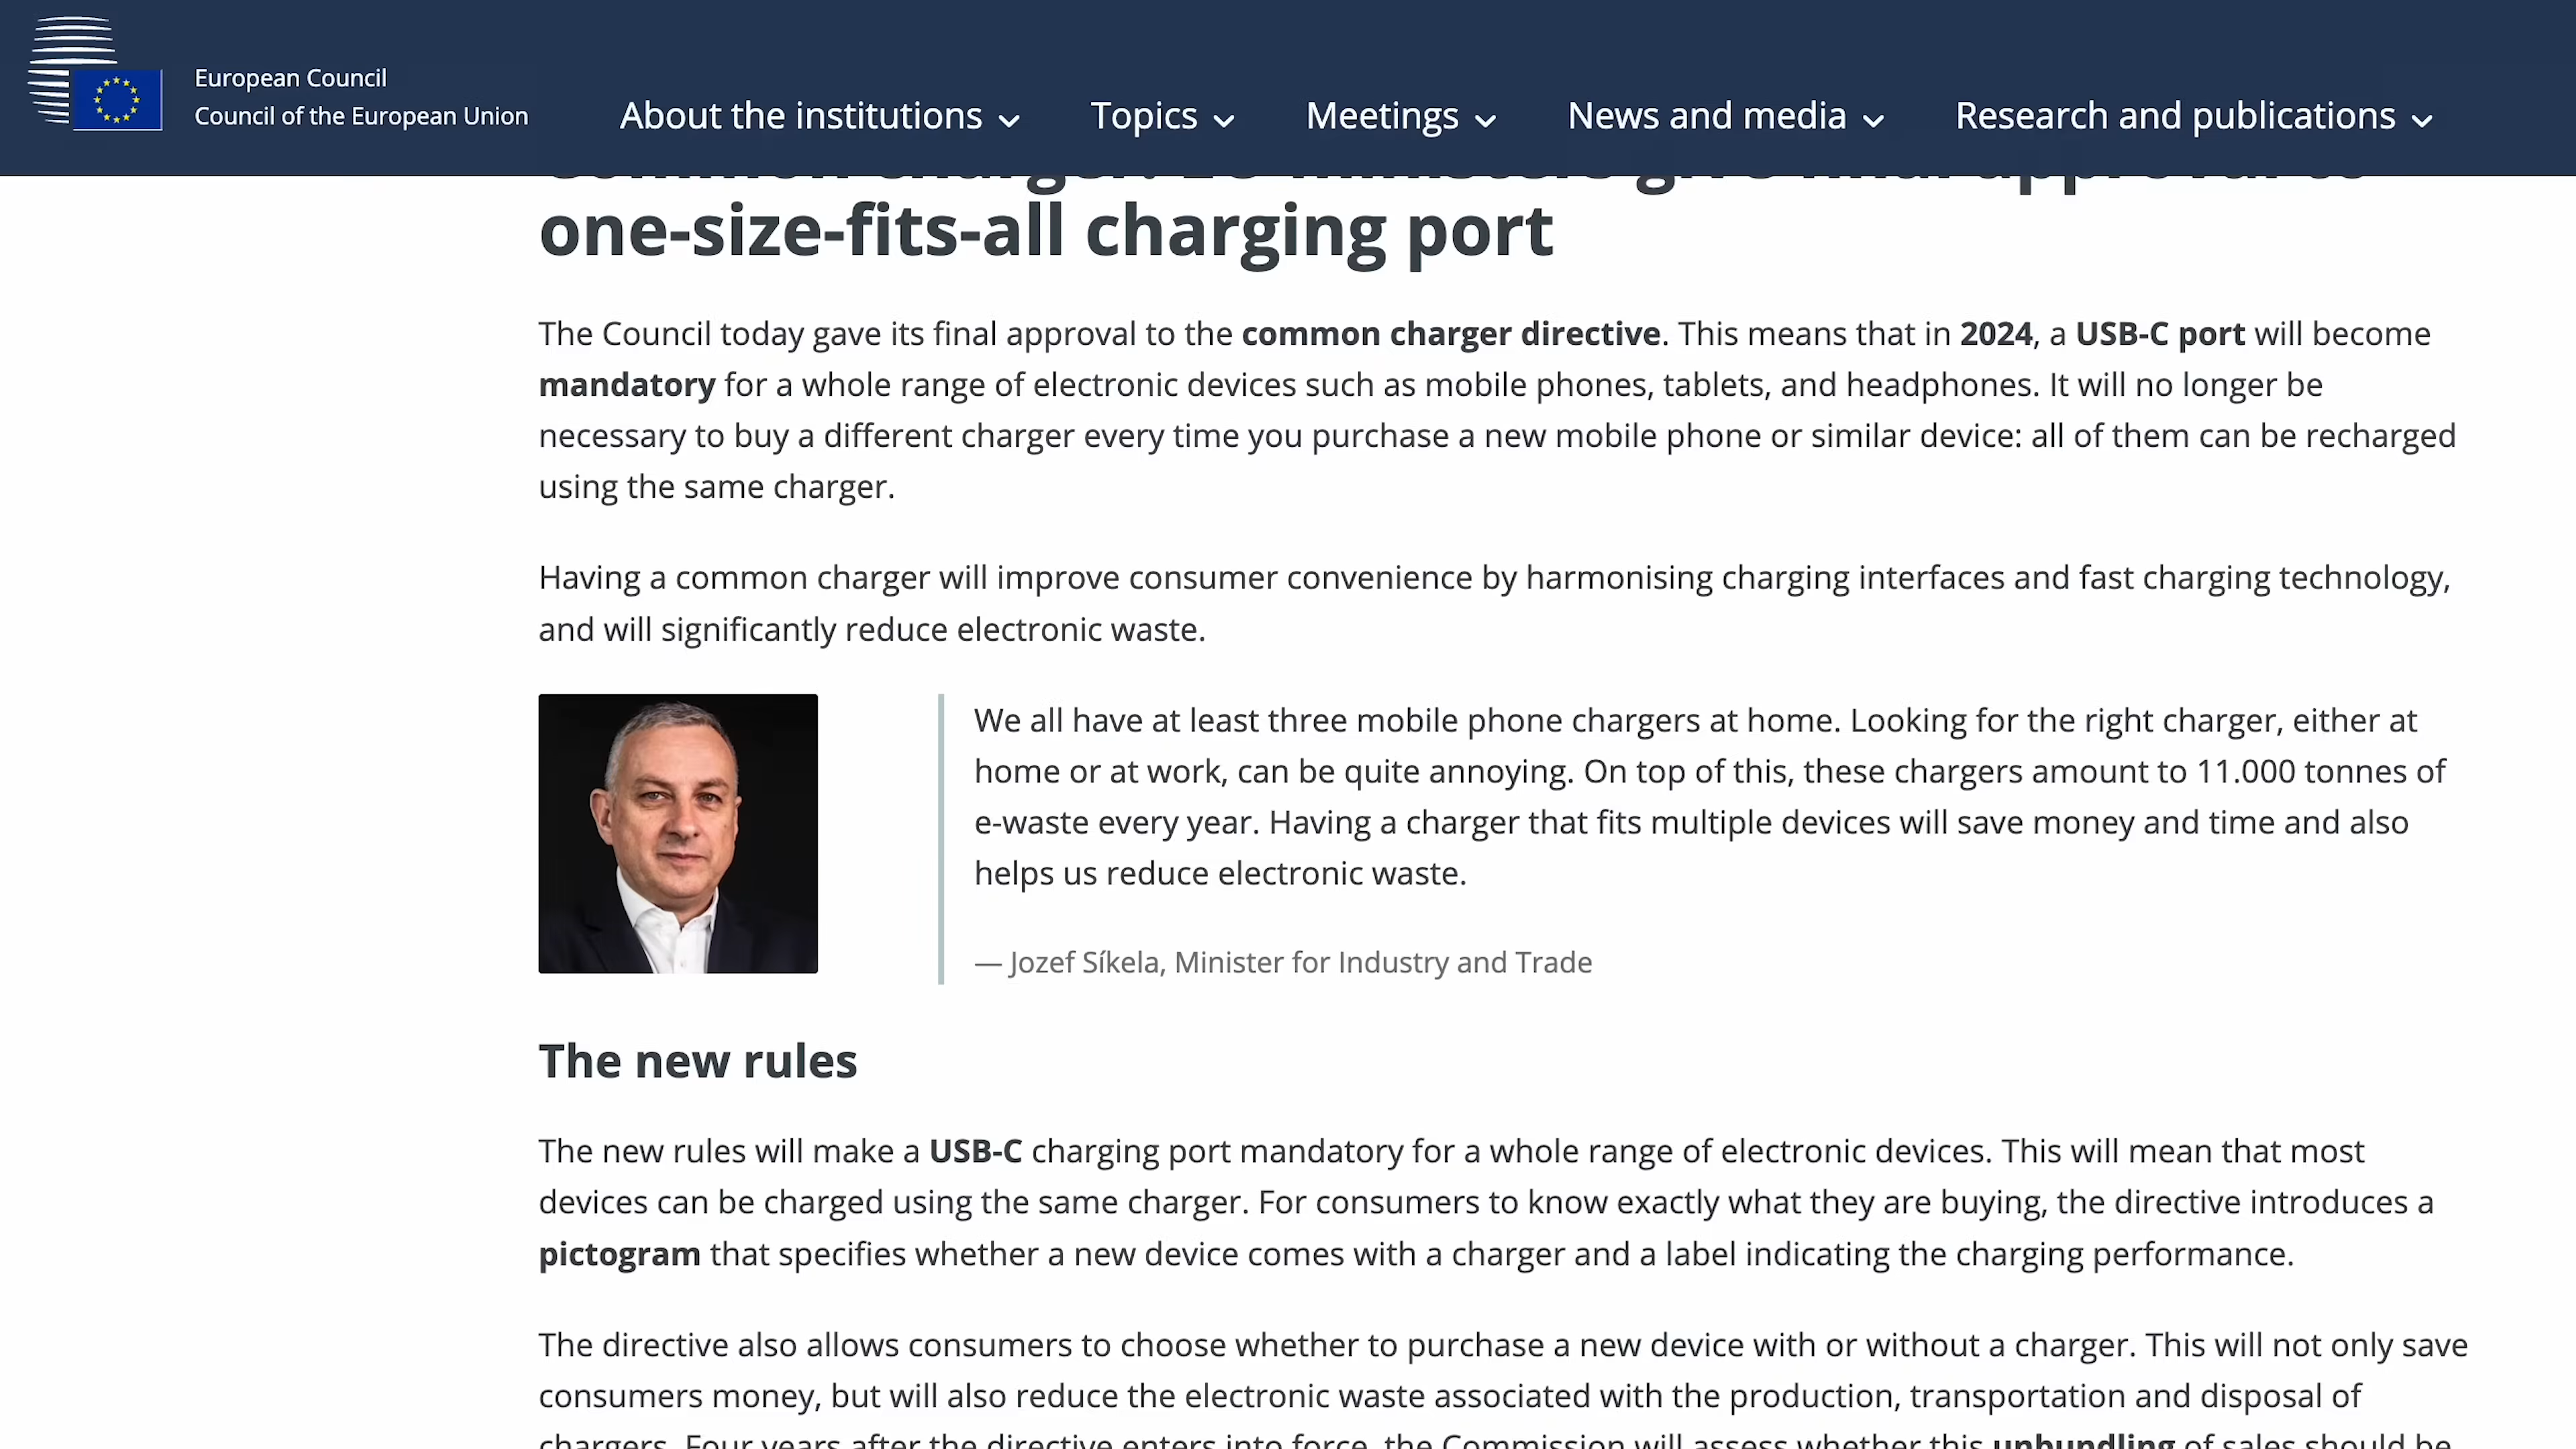 European Council
Council of the European Union
About the institutions
Topics
Meetings
News and media
Research and publications
one-size-fits-all charging port
The Council today gave its final approval to the common charger directive. This means that in 2024, a USB-C port will become
mandatory for a whole range of electronic devices such as mobile phones, tablets, and headphones. It will no longer be
necessary to buy a different charger every time you purchase a new mobile phone or similar device: all of them can be recharged
using the same charger.
Having a common charger will improve consumer convenience by harmonising charging interfaces and fast charging technology,
and will significantly reduce electronic waste.
We all have at least three mobile phone chargers at home. Looking for the right charger, either at
home or at work, can be quite annoying. On top of this, these chargers amount to 11.000 tonnes of
e-waste every year. Having a charger that fits multiple devices will save money and time and also
helps us reduce electronic waste.
— Jozef Síkela, Minister for Industry and Trade
The new rules
The new rules will make a USB-C charging port mandatory for a whole range of electronic devices. This will mean that most
devices can be charged using the same charger. For consumers to know exactly what they are buying, the directive introduces a
pictogram that specifies whether a new device comes with a charger and a label indicating the charging performance.
The directive also allows consumers to choose whether to purchase a new device with or without a charger. This will not only save
consumers money, but will also reduce the electronic waste associated with the production, transportation and disposal of
chargers. Four years after the directive enters into force, the Commission will assess whether this unbundling of sales should be